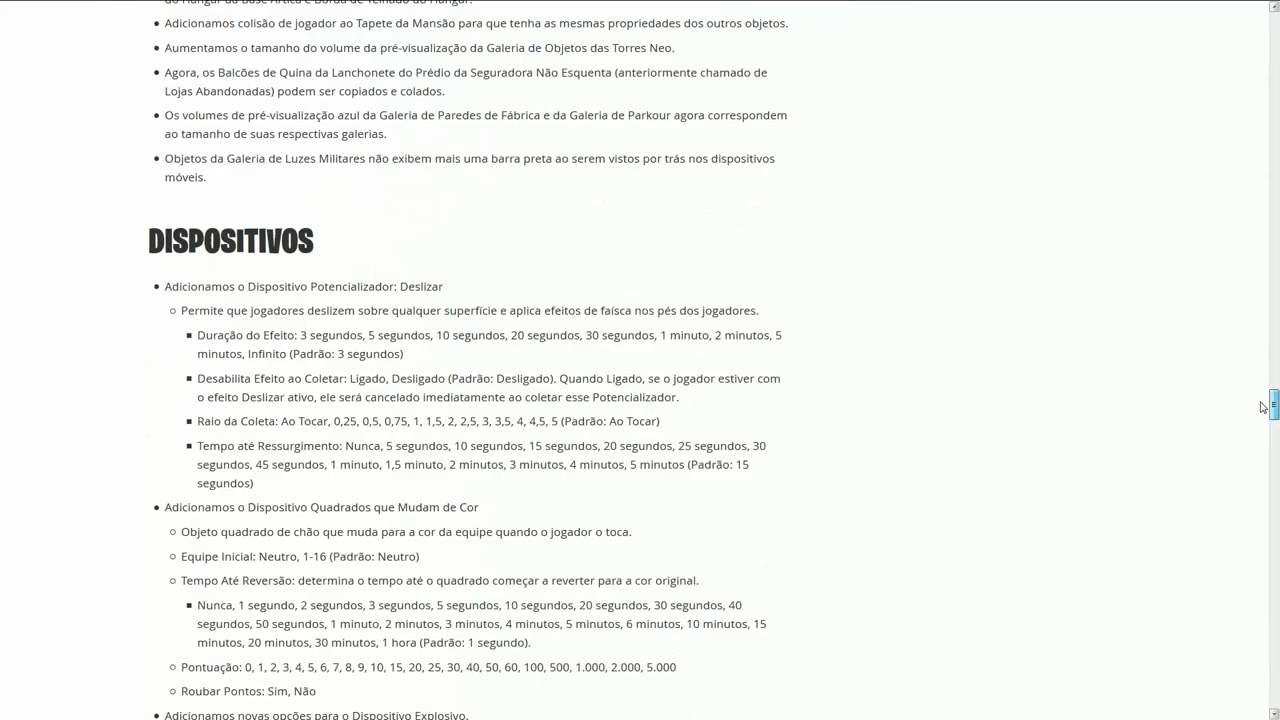 do Hangar da Base Ártica e Borda de Telhado do Hangar.
• Adicionamos colisão de jogador ao Tapete da Mansão para que tenha as mesmas propriedades dos outros objetos.
• Aumentamos o tamanho do volume da pré-visualização da Galeria de Objetos das Torres Neo.
• Agora, os Balcões de Quina da Lanchonete do Prédio da Seguradora Não Esquenta (anteriormente chamado de
Lojas Abandonadas) podem ser copiados e colados.
• Os volumes de pré-visualização azul da Galeria de Paredes de Fábrica e da Galeria de Parkour agora correspondem
ao tamanho de suas respectivas galerias.
• Objetos da Galeria de Luzes Militares não exibem mais uma barra preta ao serem vistos por trás nos dispositivos
móveis.
DISPOSITIVOS
• Adicionamos o Dispositivo Potencializador: Deslizar
○ Permite que jogadores deslizem sobre qualquer superfície e aplica efeitos de faísca nos pés dos jogadores.
▪ Duração do Efeito: 3 segundos, 5 segundos, 10 segundos, 20 segundos, 30 segundos, 1 minuto, 2 minutos, 5
minutos, Infinito (Padrão: 3 segundos)
▪ Desabilita Efeito ao Coletar: Ligado, Desligado (Padrão: Desligado). Quando Ligado, se o jogador estiver com
o efeito Deslizar ativo, ele será cancelado imediatamente ao coletar esse Potencializador.
▪ Raio da Coleta: Ao Tocar, 0,25, 0,5, 0,75, 1, 1,5, 2, 2,5, 3, 3,5, 4, 4,5, 5 (Padrão: Ao Tocar)
▪ Tempo até Ressurgimento: Nunca, 5 segundos, 10 segundos, 15 segundos, 20 segundos, 25 segundos, 30
segundos, 45 segundos, 1 minuto, 1,5 minuto, 2 minutos, 3 minutos, 4 minutos, 5 minutos (Padrão: 15
segundos)
• Adicionamos o Dispositivo Quadrados que Mudam de Cor
○ Objeto quadrado de chão que muda para a cor da equipe quando o jogador o toca.
○ Equipe Inicial: Neutro, 1-16 (Padrão: Neutro)
○ Tempo Até Reversão: determina o tempo até o quadrado começar a reverter para a cor original.
▪ Nunca, 1 segundo, 2 segundos, 3 segundos, 5 segundos, 10 segundos, 20 segundos, 30 segundos, 40
segundos, 50 segundos, 1 minuto, 2 minutos, 3 minutos, 4 minutos, 5 minutos, 6 minutos, 10 minutos, 15
minutos, 20 minutos, 30 minutos, 1 hora (Padrão: 1 segundo).
○ Pontuação: 0, 1, 2, 3, 4, 5, 6, 7, 8, 9, 10, 15, 20, 25, 30, 40, 50, 60, 100, 500, 1.000, 2.000, 5.000
○ Roubar Pontos: Sim, Não
• Adicionamos novas opções para o Dispositivo Explosivo.